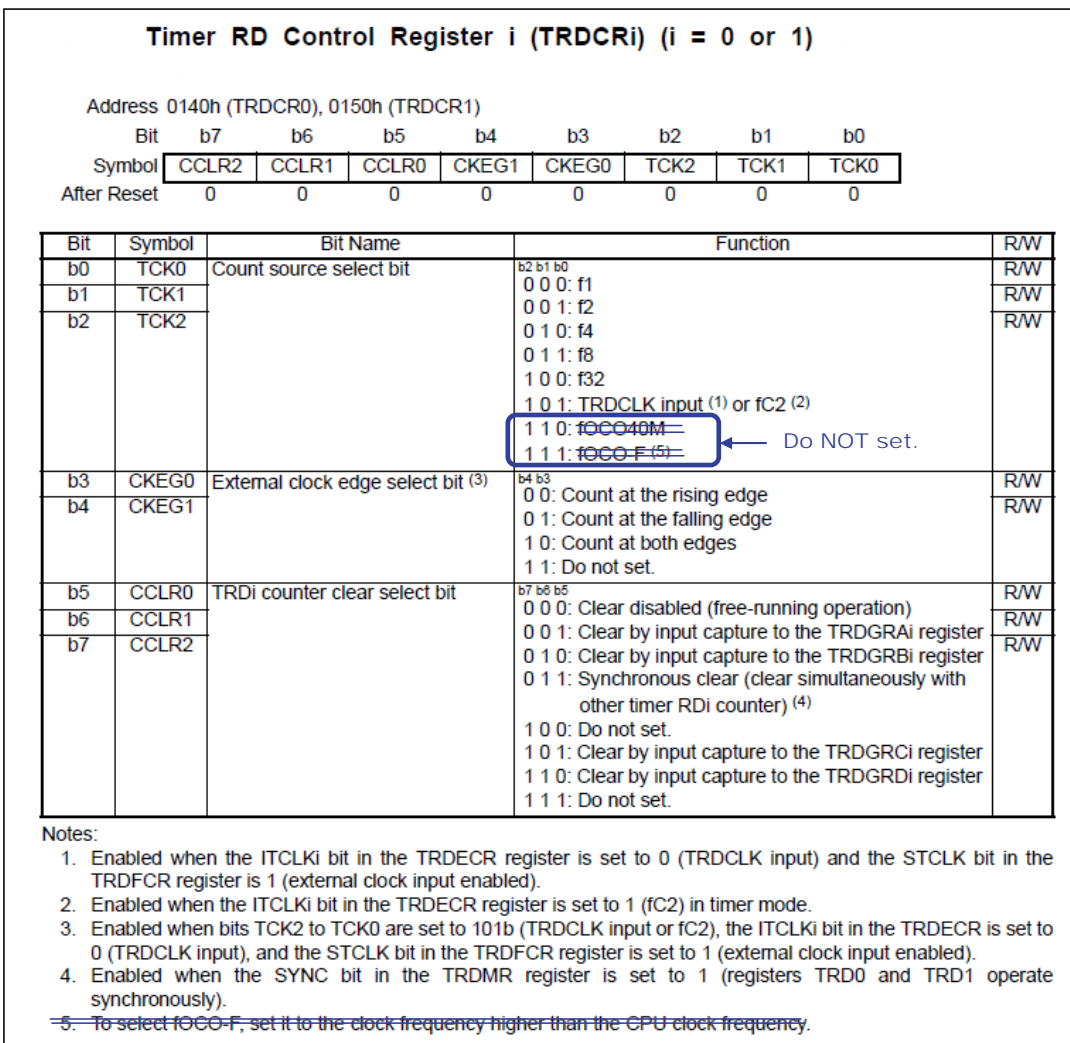 Timer RD Control Register i (TRDCRi) (i = 0 or 1)
Address 0140h (TRDCR0), 0150h (TRDCR1)
Bit b7 b6 b5 b4 b3 b2 b1 b0
Symbol CCLR2 CCLR1 CCLR0 CKEG1 CKEG0 TCK2 TCK1 TCK0
After Reset 0 0 0 0 0 0 0 0
Bit Symbol Bit Name Function R/W
b0 TCK0 Count source select bit b2 b1 b0 R/W
0 0 0: f1
b1 TCK1 R/W
0 0 1: f2
b2 TCK2 R/W
0 1 0: f4
0 1 1: f8
1 0 0: f32
1 0 1: TRDCLK input (1) or fC2 (2)
1 1 0: fOCO40M
Do NOT set.
1 1 1: fOCO-F (5)
b3 CKEG0 External clock edge select bit (3) b4 b3 R/W
0 0: Count at the rising edge
b4 CKEG1 R/W
0 1: Count at the falling edge
1 0: Count at both edges
1 1: Do not set.
b5 CCLR0 TRDi counter clear select bit b7 b6 b5 R/W
0 0 0: Clear disabled (free-running operation)
b6 CCLR1 R/W
0 0 1: Clear by input capture to the TRDGRAi register
b7 CCLR2 R/W
0 1 0: Clear by input capture to the TRDGRBi register
0 1 1: Synchronous clear (clear simultaneously with
other timer RDi counter) (4)
1 0 0: Do not set.
1 0 1: Clear by input capture to the TRDGRCi register
1 1 0: Clear by input capture to the TRDGRDi register
1 1 1: Do not set.
Notes:
1. Enabled when the ITCLKi bit in the TRDECR register is set to 0 (TRDCLK input) and the STCLK bit in the
TRDFCR register is 1 (external clock input enabled).
2. Enabled when the ITCLKi bit in the TRDECR register is set to 1 (fC2) in timer mode.
3. Enabled when bits TCK2 to TCK0 are set to 101b (TRDCLK input or fC2), the ITCLKi bit in the TRDECR is set to
0 (TRDCLK input), and the STCLK bit in the TRDFCR register is set to 1 (external clock input enabled).
4. Enabled when the SYNC bit in the TRDMR register is set to 1 (registers TRD0 and TRD1 operate
synchronously).
5. To select fOCO-F, set it to the clock frequency higher than the CPU clock frequency.